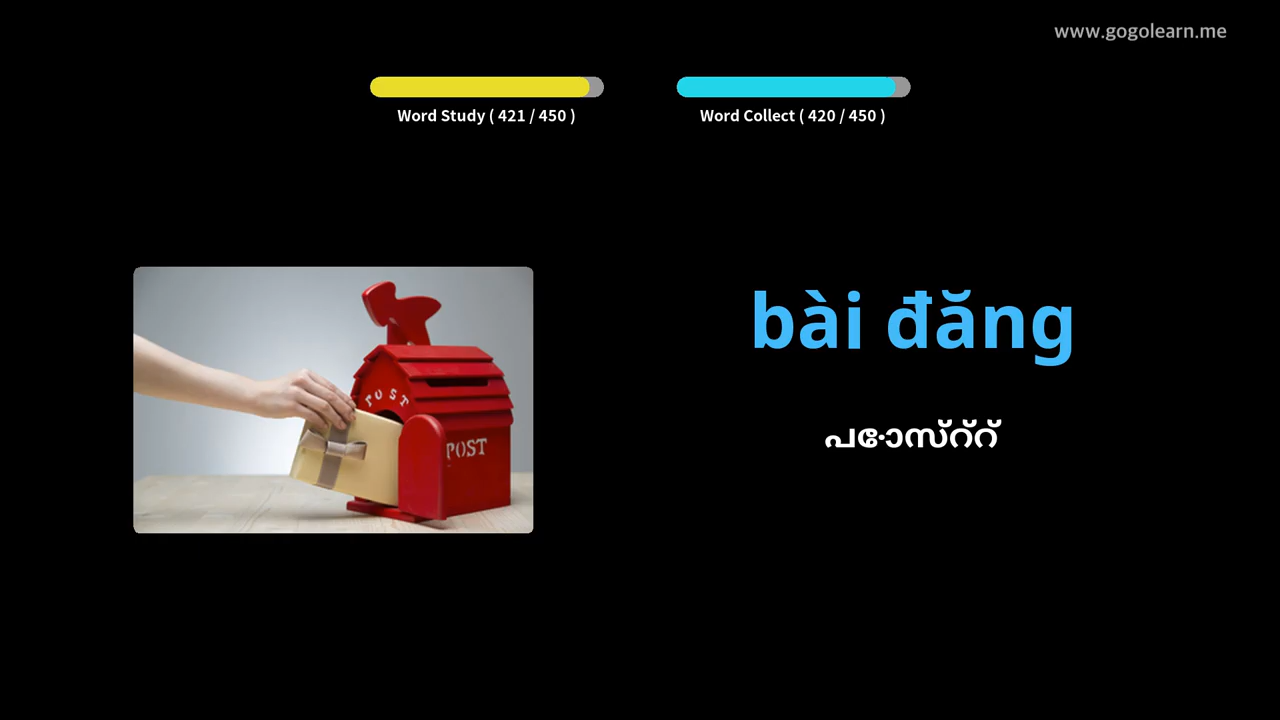 www.gogolearn.me
Word Study ( 421 / 450 )
Word Collect ( 420 / 450 )
POST
POST
bài đăng
പോസ്റ്റ്